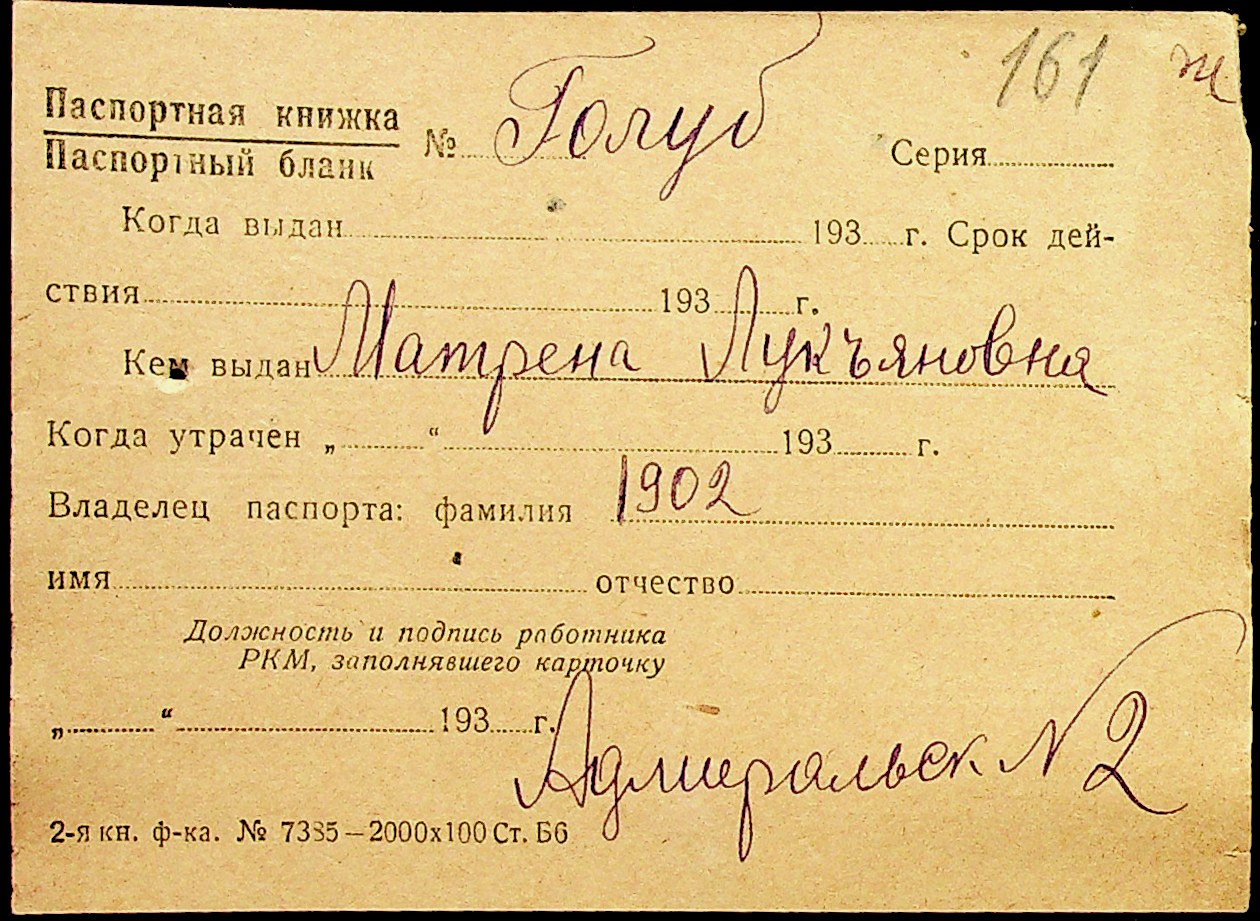 161 ж
Паспортная книжка
Паспортный бланк
№ Голуб Серия
Когда выдан 193 г. Срок дей-
ствия 193 г.
Кем выдан Матрена Лукъяновна
Когда утрачен „ “ 193 г.
Владелец паспорта: фамилия 1902
имя отчество
Должность и подпись работника
РКМ, заполнявшего карточку
„ “ 193 г.
Адмиральск N 2
2-я кн. ф-ка. № 7385—2000х100 Ст. Б6